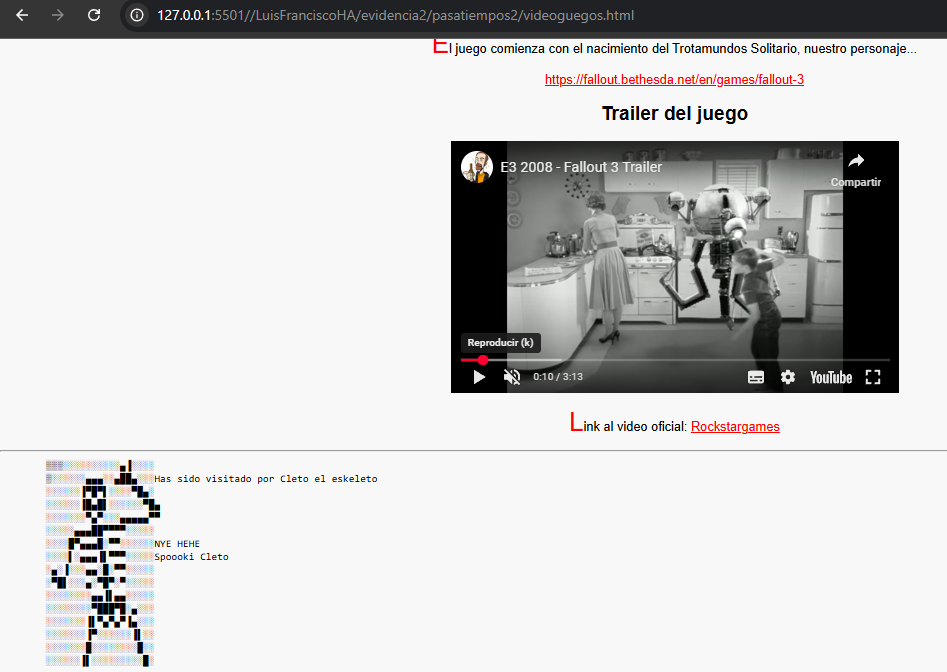 127.0.0.1:5501//LuisFranciscoHA/evidencia2/pasatiempos2/videoguegos.html
El juego comienza con el nacimiento del Trotamundos Solitario, nuestro personaje...
https://fallout.bethesda.net/en/games/fallout-3
Trailer del juego
E3 2008 - Fallout 3 Trailer
Compartir
Reproducir (k)
0:10 / 3:13
YouTube
Link al video oficial: Rockstargames
Has sido visitado por Cleto el eskeleto
NYE HEHE
Spoooki Cleto